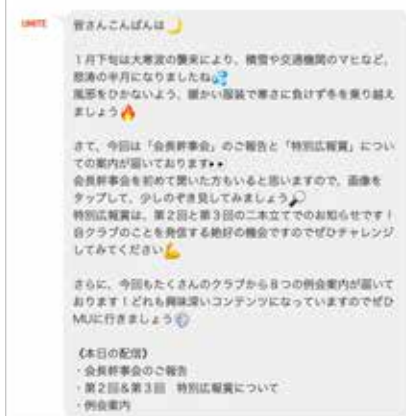 UNITE
皆さんこんばんは🌙
１月下旬は大寒波の襲来により、積雪や交通機関のマヒなど、
怒涛の半月になりましたね💦
風邪をひかないよう、暖かい服装で寒さに負けず冬を乗り越え
ましょう🔥
さて、今回は「会長幹事会」のご報告と「特別広報賞」につい
ての案内が届いております👀
会長幹事会を初めて聞いた方もいると思いますので、画像を
タップして、少しのぞき見してみましょう🔎
特別広報賞は、第２回と第３回の二本立てでのお知らせです！
自クラブのことを発信する絶好の機会ですのでぜひチャレンジ
してみてください💪
さらに、今回もたくさんのクラブから８つの例会案内が届いて
おります！どれも興味深いコンテンツになっていますのでぜひ
MUに行きましょう
《本日の配信》
・会長幹事会のご報告
・第２回&第３回　特別広報賞について
・例会案内